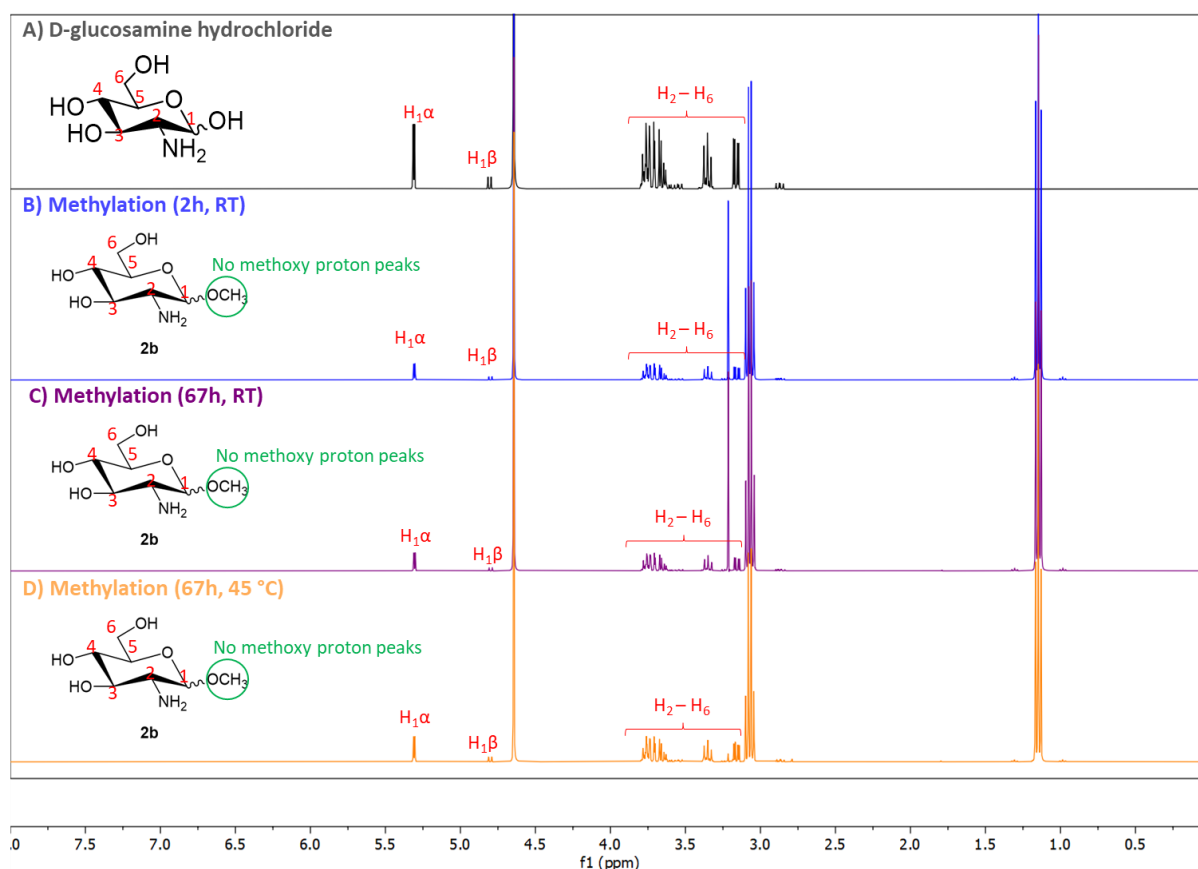 A) D-glucosamine hydrochloride
6 OH
4
5 O
HO
2 1
HO
3
OH
NH₂
H₁α
H₁β
H₂ – H₆
B) Methylation (2h, RT)
6 OH
4
5 O
HO
2 1
HO
3
OCH₃
NH₂
2b
No methoxy proton peaks
H₁α
H₁β
H₂ – H₆
C) Methylation (67h, RT)
6 OH
4
5 O
HO
2 1
HO
3
OCH₃
NH₂
2b
No methoxy proton peaks
H₁α
H₁β
H₂ – H₆
D) Methylation (67h, 45 °C)
6 OH
4
5 O
HO
2 1
HO
3
OCH₃
NH₂
2b
No methoxy proton peaks
H₁α
H₁β
H₂ – H₆
.0 7.5 7.0 6.5 6.0 5.5 5.0 4.5 4.0 3.5 3.0 2.5 2.0 1.5 1.0 0.5
f1 (ppm)